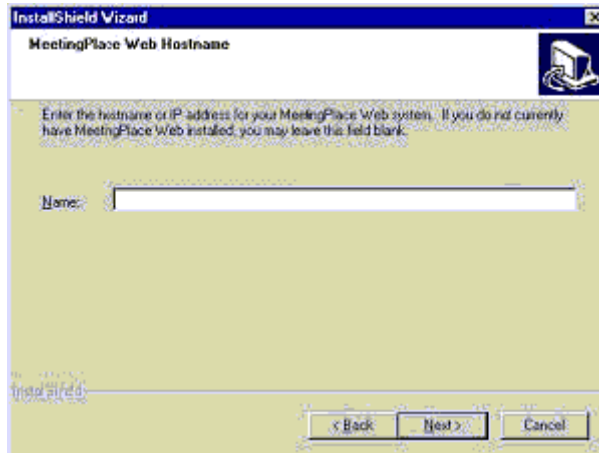 InstallShield Wizard
MeetingPlace Web Hostname
Enter the hostname or IP address for your MeetingPlace Web system. If you do not currently
have MeetingPlace Web installed, you may leave this field blank.
Name:
InstallShield
< Back
Next >
Cancel